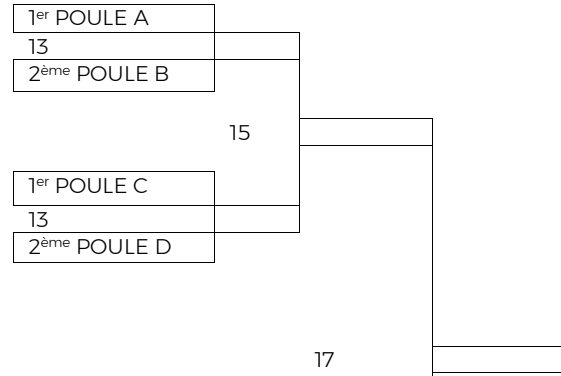 1er POULE A
13
2ème POULE B
15
1er POULE C
13
2ème POULE D
17